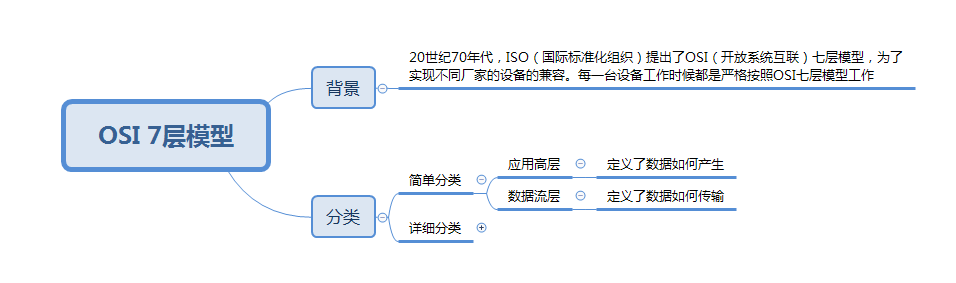 OSI 7层模型
背景
20世纪70年代，ISO（国际标准化组织）提出了OSI（开放系统互联）七层模型，为了
实现不同厂家的设备的兼容。每一台设备工作时候都是严格按照OSI七层模型工作
分类
简单分类
应用高层
定义了数据如何产生
数据流层
定义了数据如何传输
详细分类